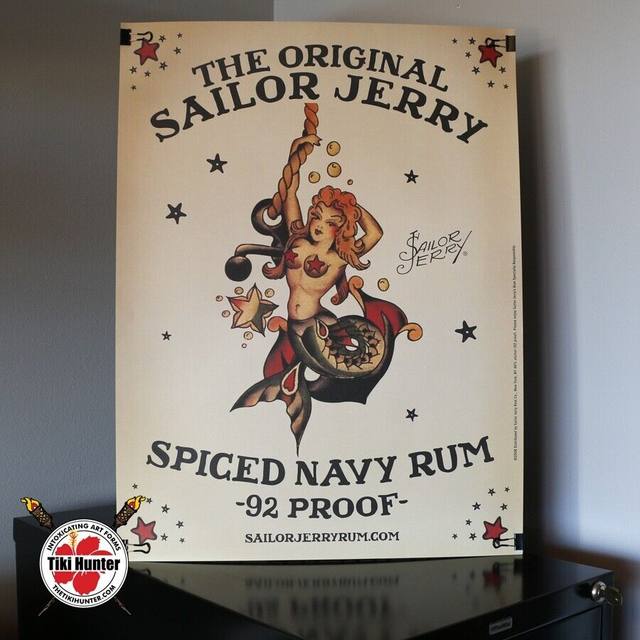 THE ORIGINAL
SAILOR JERRY
SAILOR
JERRY®
SPICED NAVY RUM
-92 PROOF-
SAILORJERRYRUM.COM
INTOXICATING ART FORMS
Tiki Hunter
THETIKIHUNTER.COM